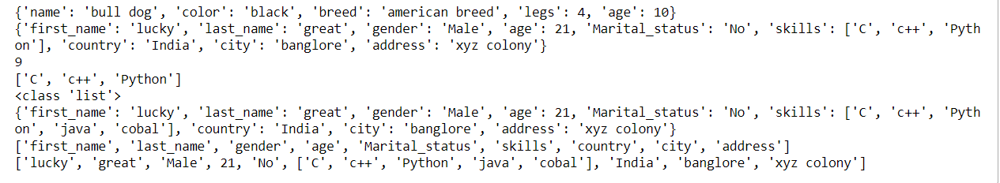 {'name': 'bull dog', 'color': 'black', 'breed': 'american breed', 'legs': 4, 'age': 10}
{'first_name': 'lucky', 'last_name': 'great', 'gender': 'Male', 'age': 21, 'Marital_status': 'No', 'skills': ['C', 'c++', 'Pyth
on'], 'country': 'India', 'city': 'banglore', 'address': 'xyz colony'}
9
['C', 'c++', 'Python']
<class 'list'>
{'first_name': 'lucky', 'last_name': 'great', 'gender': 'Male', 'age': 21, 'Marital_status': 'No', 'skills': ['C', 'c++', 'Pyth
on', 'java', 'cobal'], 'country': 'India', 'city': 'banglore', 'address': 'xyz colony'}
['first_name', 'last_name', 'gender', 'age', 'Marital_status', 'skills', 'country', 'city', 'address']
['lucky', 'great', 'Male', 21, 'No', ['C', 'c++', 'Python', 'java', 'cobal'], 'India', 'banglore', 'xyz colony']